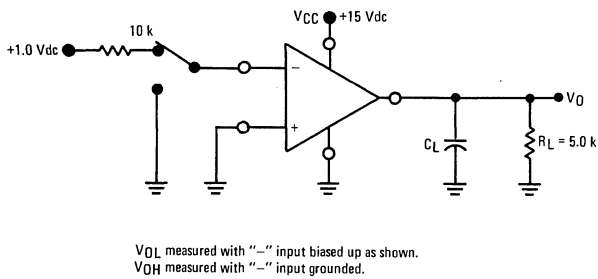 VCC +15 Vdc
10 k
+1.0 Vdc
−
+
VO
CL
RL = 5.0 k
VOL measured with "−" input biased up as shown.
VOH measured with "−" input grounded.